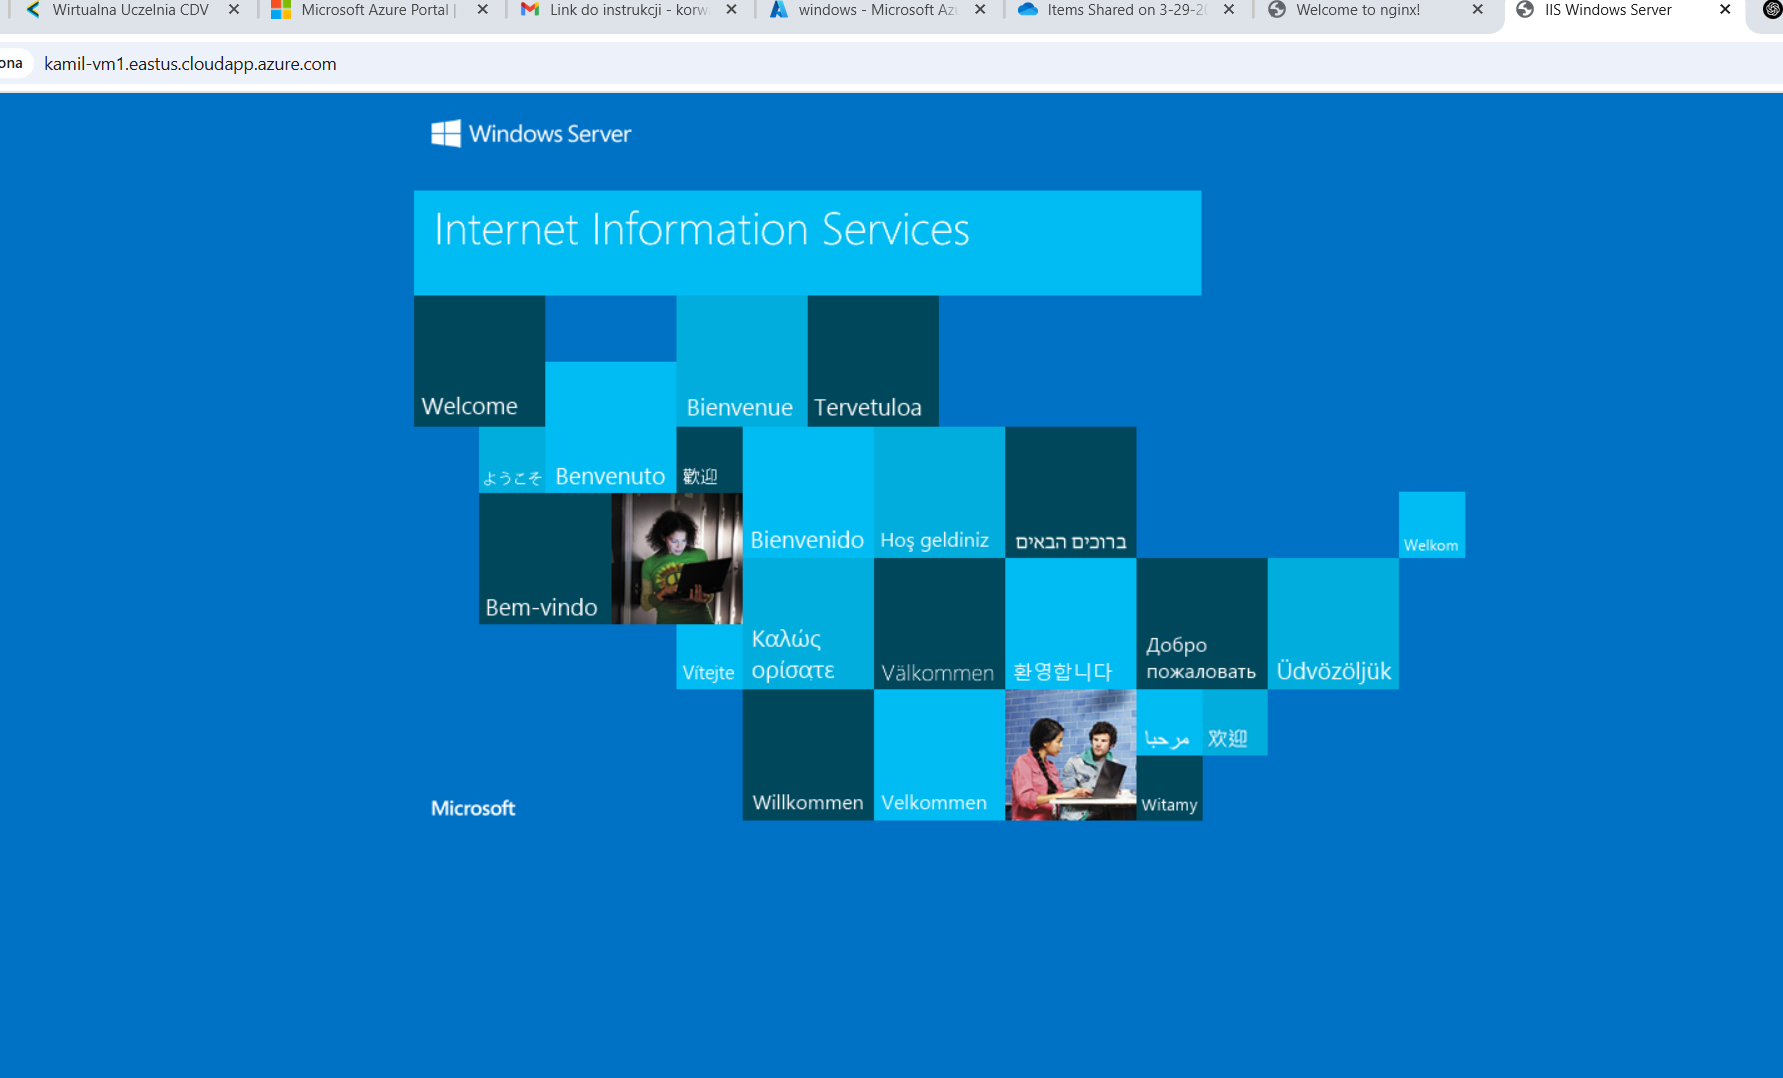 Wirtualna Uczelnia CDV
Microsoft Azure Portal |
Link do instrukcji - korw
windows - Microsoft Azu
Items Shared on 3-29-20
Welcome to nginx!
IIS Windows Server
ona
kamil-vm1.eastus.cloudapp.azure.com
Windows Server
Internet Information Services
Welcome
Bienvenue
Tervetuloa
ようこそ
Benvenuto
歡迎
Bienvenido
Hoş geldiniz
ברוכים הבאים
Welkom
Bem-vindo
Vítejte
Καλώς
ορίσατε
Välkommen
환영합니다
Добро
пожаловать
Üdvözöljük
مرحبا
欢迎
Microsoft
Willkommen
Velkommen
Witamy